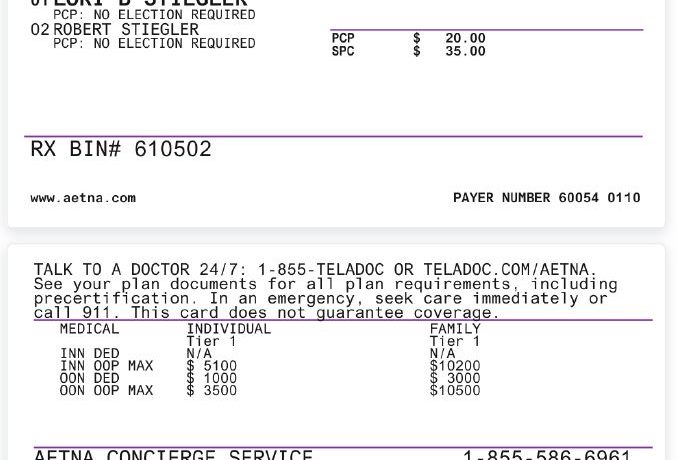 01 LORI D STIEGLER
PCP: NO ELECTION REQUIRED
02 ROBERT STIEGLER
PCP: NO ELECTION REQUIRED
PCP $ 20.00
SPC $ 35.00
RX BIN# 610502
www.aetna.com PAYER NUMBER 60054 0110
TALK TO A DOCTOR 24/7: 1-855-TELADOC OR TELADOC.COM/AETNA.
See your plan documents for all plan requirements, including
precertification. In an emergency, seek care immediately or
call 911. This card does not guarantee coverage.
MEDICAL INDIVIDUAL FAMILY
Tier 1 Tier 1
INN DED N/A N/A
INN OOP MAX $ 5100 $10200
OON DED $ 1000 $ 3000
OON OOP MAX $ 3500 $10500
AETNA CONCIERGE SERVICE 1-855-586-6961